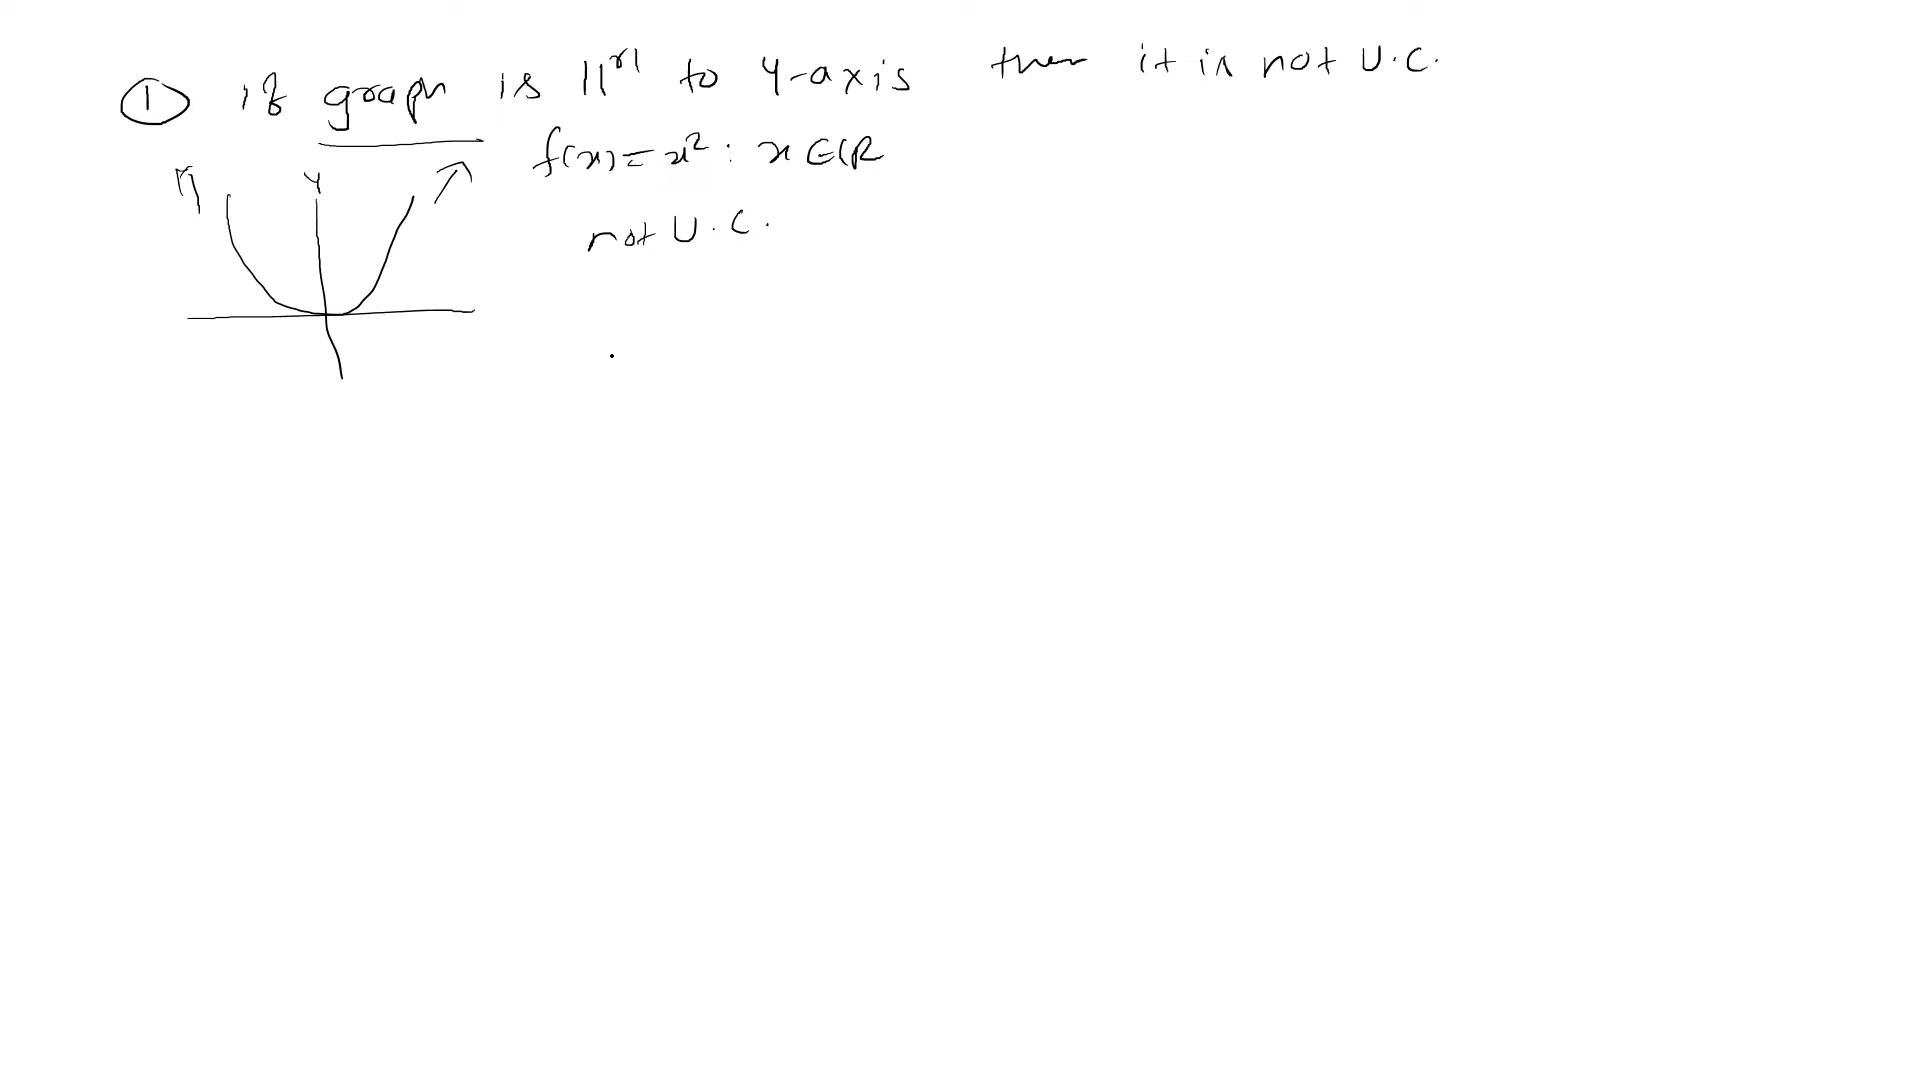 ① if graph is ||rl to y-axis then it is not U.C.
f(x) = x² : x ∈ ℝ
y
not U.C.